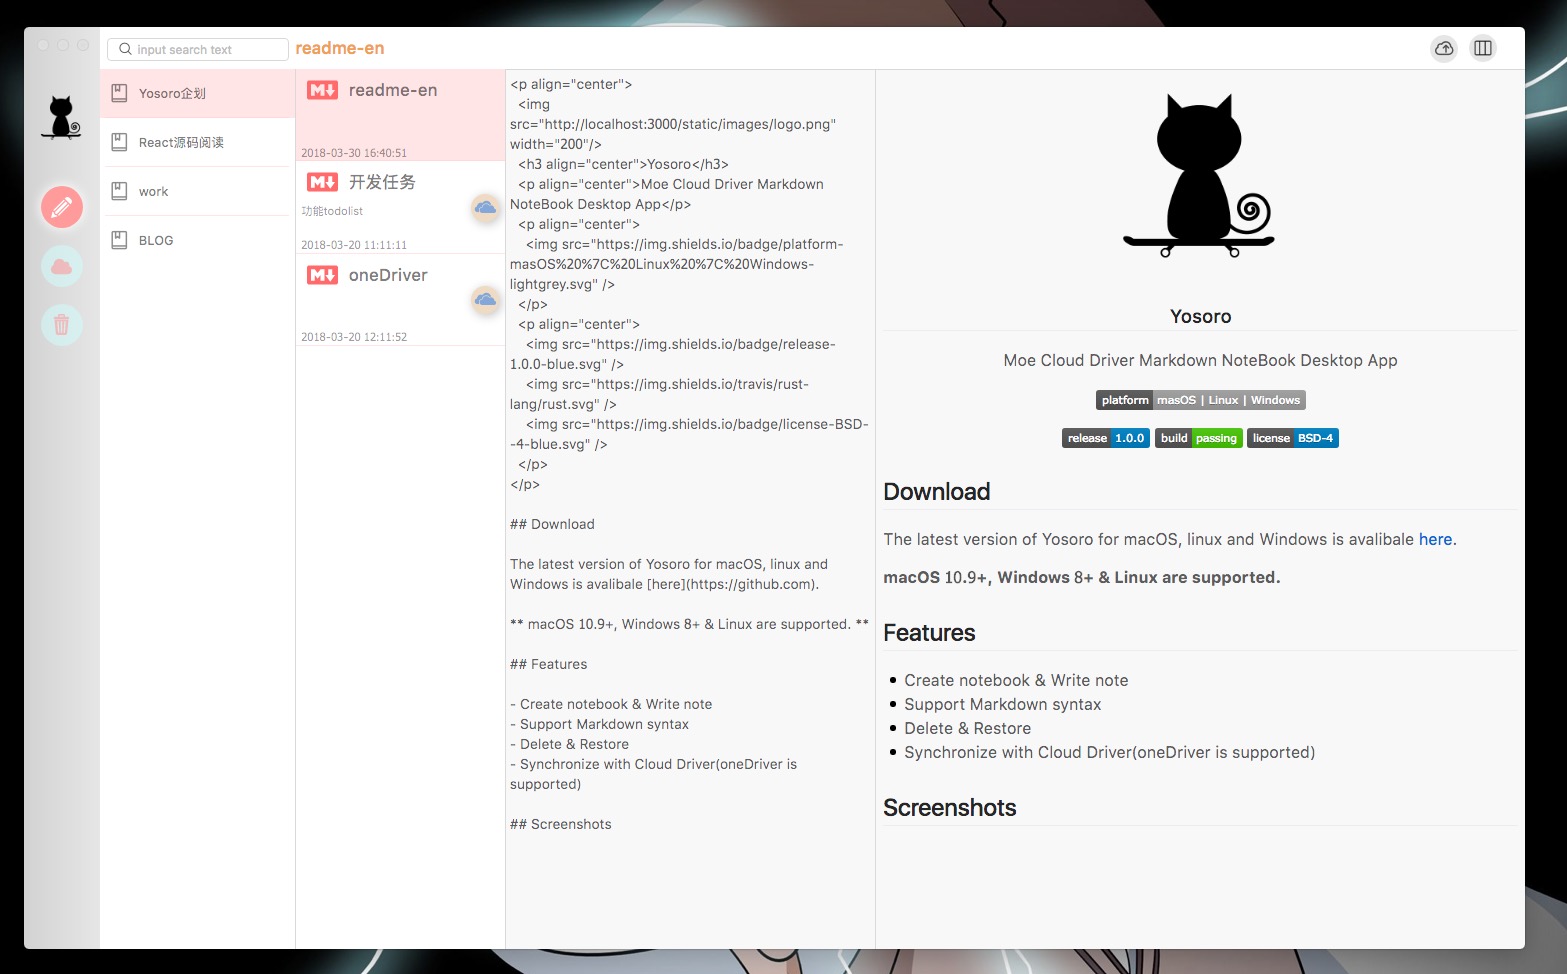 input search text
readme-en
Yosoro企划
React源码阅读
work
BLOG
M↓ readme-en
2018-03-30 16:40:51
M↓ 开发任务
功能todolist
2018-03-20 11:11:11
M↓ oneDriver
2018-03-20 12:11:52
<p align="center">
<img
src="http://localhost:3000/static/images/logo.png"
width="200"/>
<h3 align="center">Yosoro</h3>
<p align="center">Moe Cloud Driver Markdown
NoteBook Desktop App</p>
<p align="center">
<img src="https://img.shields.io/badge/platform-
masOS%20%7C%20Linux%20%7C%20Windows-
lightgrey.svg" />
</p>
<p align="center">
<img src="https://img.shields.io/badge/release-
1.0.0-blue.svg" />
<img src="https://img.shields.io/travis/rust-
lang/rust.svg" />
<img src="https://img.shields.io/badge/license-BSD-
-4-blue.svg" />
</p>
</p>
## Download
The latest version of Yosoro for macOS, linux and
Windows is avalibale [here](https://github.com).
** macOS 10.9+, Windows 8+ & Linux are supported. **
## Features
- Create notebook & Write note
- Support Markdown syntax
- Delete & Restore
- Synchronize with Cloud Driver(oneDriver is
supported)
## Screenshots
Yosoro
Moe Cloud Driver Markdown NoteBook Desktop App
platform masOS | Linux | Windows
release 1.0.0 build passing license BSD-4
Download
The latest version of Yosoro for macOS, linux and Windows is avalibale here.
macOS 10.9+, Windows 8+ & Linux are supported.
Features
• Create notebook & Write note
• Support Markdown syntax
• Delete & Restore
• Synchronize with Cloud Driver(oneDriver is supported)
Screenshots